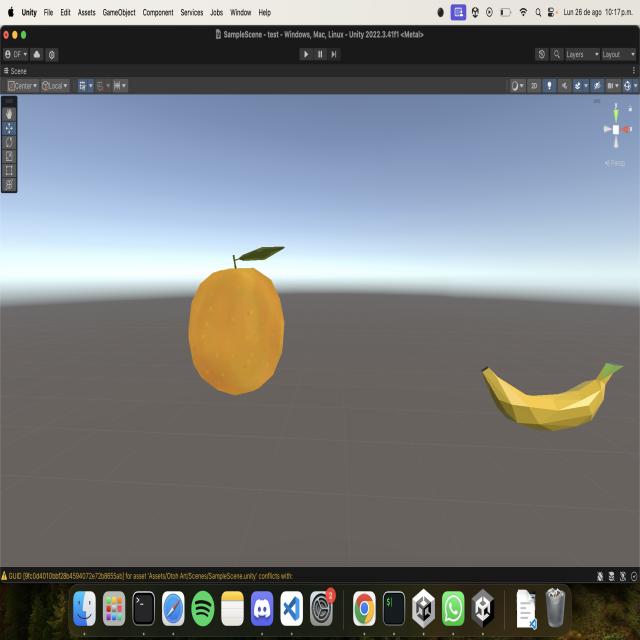 Unity File Edit Assets GameObject Component Services Jobs Window Help Lun 26 de ago 10:17 p.m.
SampleScene - test - Windows, Mac, Linux - Unity 2022.3.41f1 <Metal>
DF Layers Layout
Scene
Center Local 2D
y
x
Persp
GUID [9fc0d4010bbf28b4594072e72b8655ab] for asset 'Assets/Otoh Art/Scenes/SampleScene.unity' conflicts with:
2